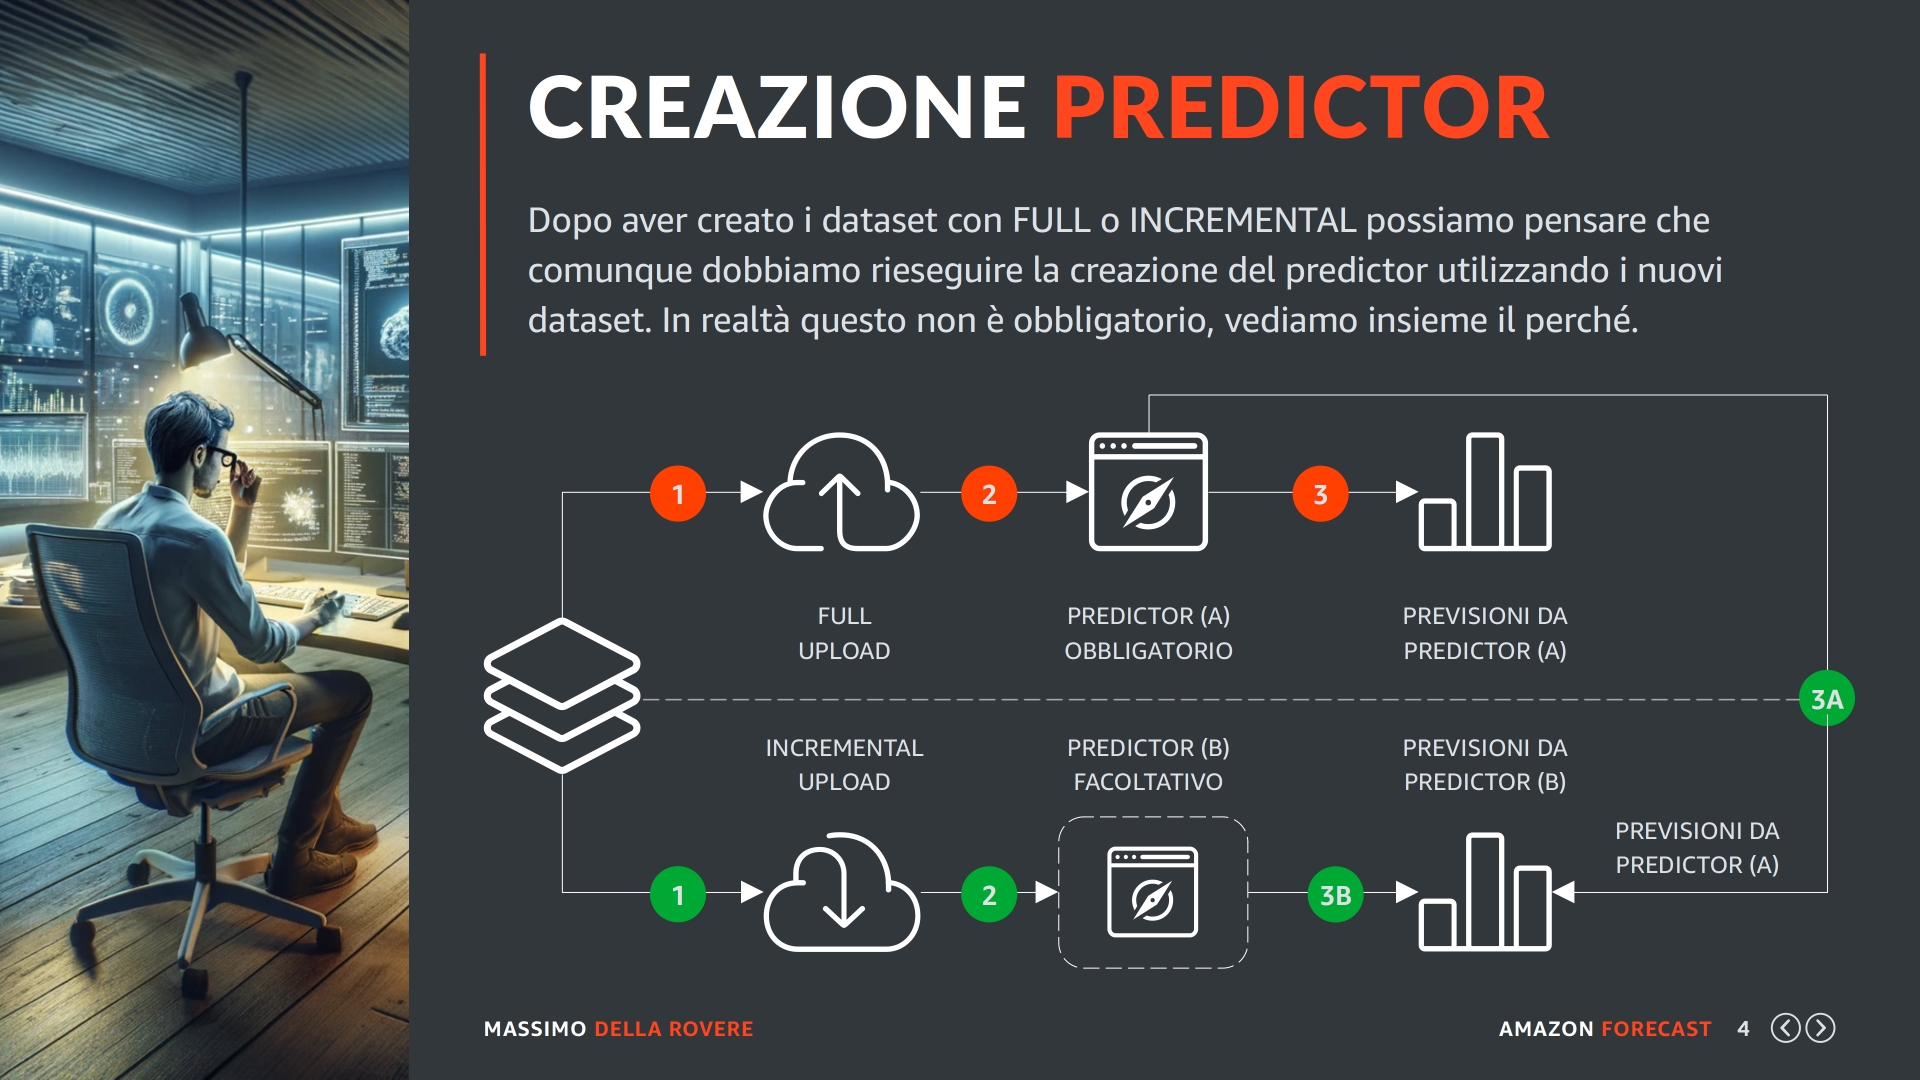 CREAZIONE PREDICTOR
Dopo aver creato i dataset con FULL o INCREMENTAL possiamo pensare che
comunque dobbiamo rieseguire la creazione del predictor utilizzando i nuovi
dataset. In realtà questo non è obbligatorio, vediamo insieme il perché.
1
2
3
FULL
UPLOAD
PREDICTOR (A)
OBBLIGATORIO
PREVISIONI DA
PREDICTOR (A)
3A
INCREMENTAL
UPLOAD
PREDICTOR (B)
FACOLTATIVO
PREVISIONI DA
PREDICTOR (B)
PREVISIONI DA
PREDICTOR (A)
1
2
3B
MASSIMO DELLA ROVERE
AMAZON FORECAST 4